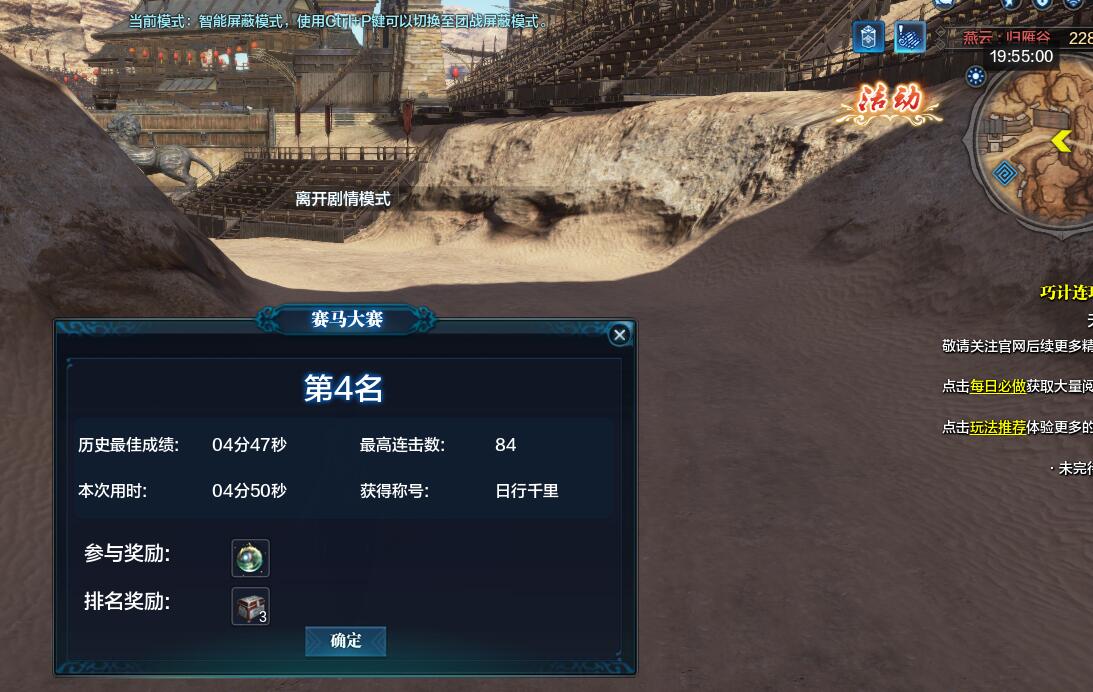 当前模式：智能屏蔽模式，使用Ctrl+P键可以切换至团战屏蔽模式。
燕云·归雁谷 228
19:55:00
活动
离开剧情模式
巧计连
敬请关注官网后续更多精
点击每日必做获取大量阅
点击玩法推荐体验更多的
·未完待
赛马大赛
第4名
历史最佳成绩: 04分47秒 最高连击数: 84
本次用时: 04分50秒 获得称号: 日行千里
参与奖励:
排名奖励:
3
确定